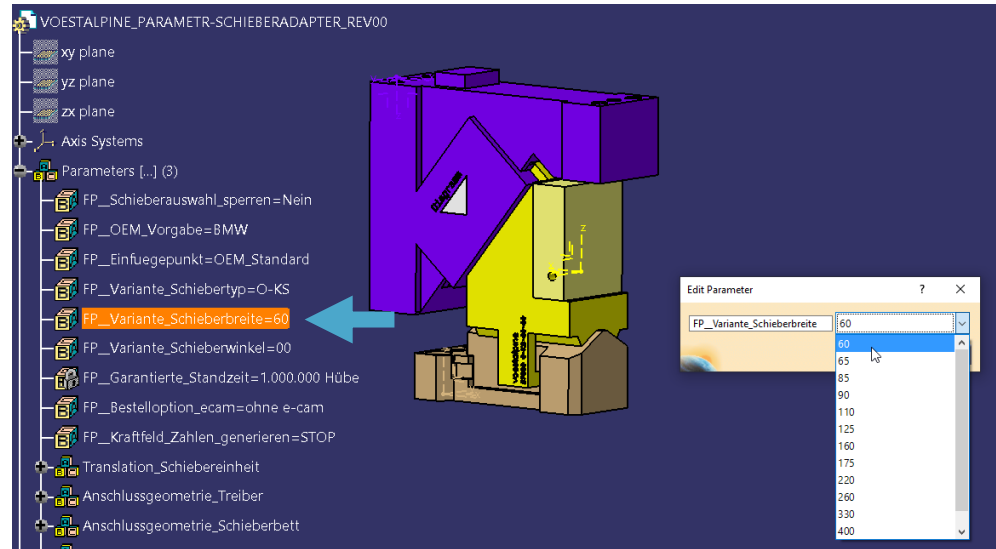 VOESTALPINE_PARAMETR-SCHIEBERADAPTER_REV00
xy plane
yz plane
zx plane
Axis Systems
Parameters [...] (3)
FP__Schieberauswahl_sperren=Nein
FP__OEM_Vorgabe=BMW
FP__Einfuegepunkt=OEM_Standard
FP__Variante_Schiebertyp=O-KS
FP__Variante_Schieberbreite=60
FP__Variante_Schieberwinkel=00
FP__Garantierte_Standzeit=1.000.000 Hübe
FP__Bestelloption_ecam=ohne e-cam
FP__Kraftfeld_Zahlen_generieren=STOP
Translation_Schiebereinheit
Anschlussgeometrie_Treiber
Anschlussgeometrie_Schieberbett
z
Edit Parameter ? ×
FP__Variante_Schieberbreite 60
60
65
85
90
110
125
160
175
220
260
330
400